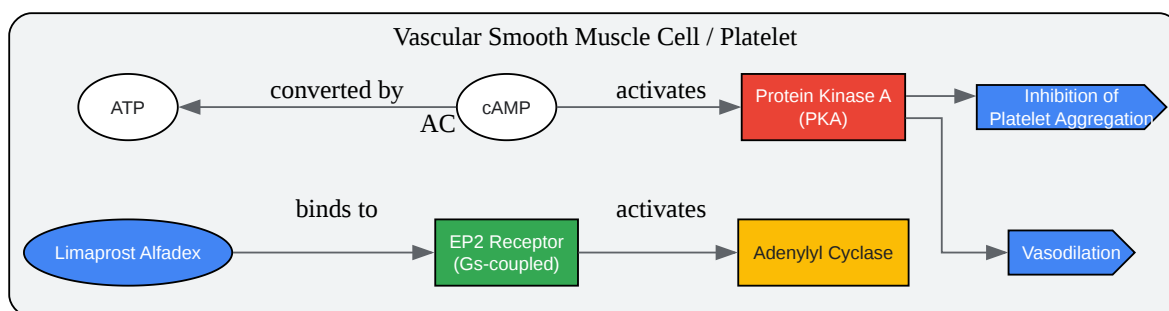 Vascular Smooth Muscle Cell / Platelet
ATP
converted by
AC
cAMP
activates
Protein Kinase A
(PKA)
Inhibition of
Platelet Aggregation
Limaprost Alfadex
binds to
EP2 Receptor
(Gs-coupled)
activates
Adenylyl Cyclase
Vasodilation